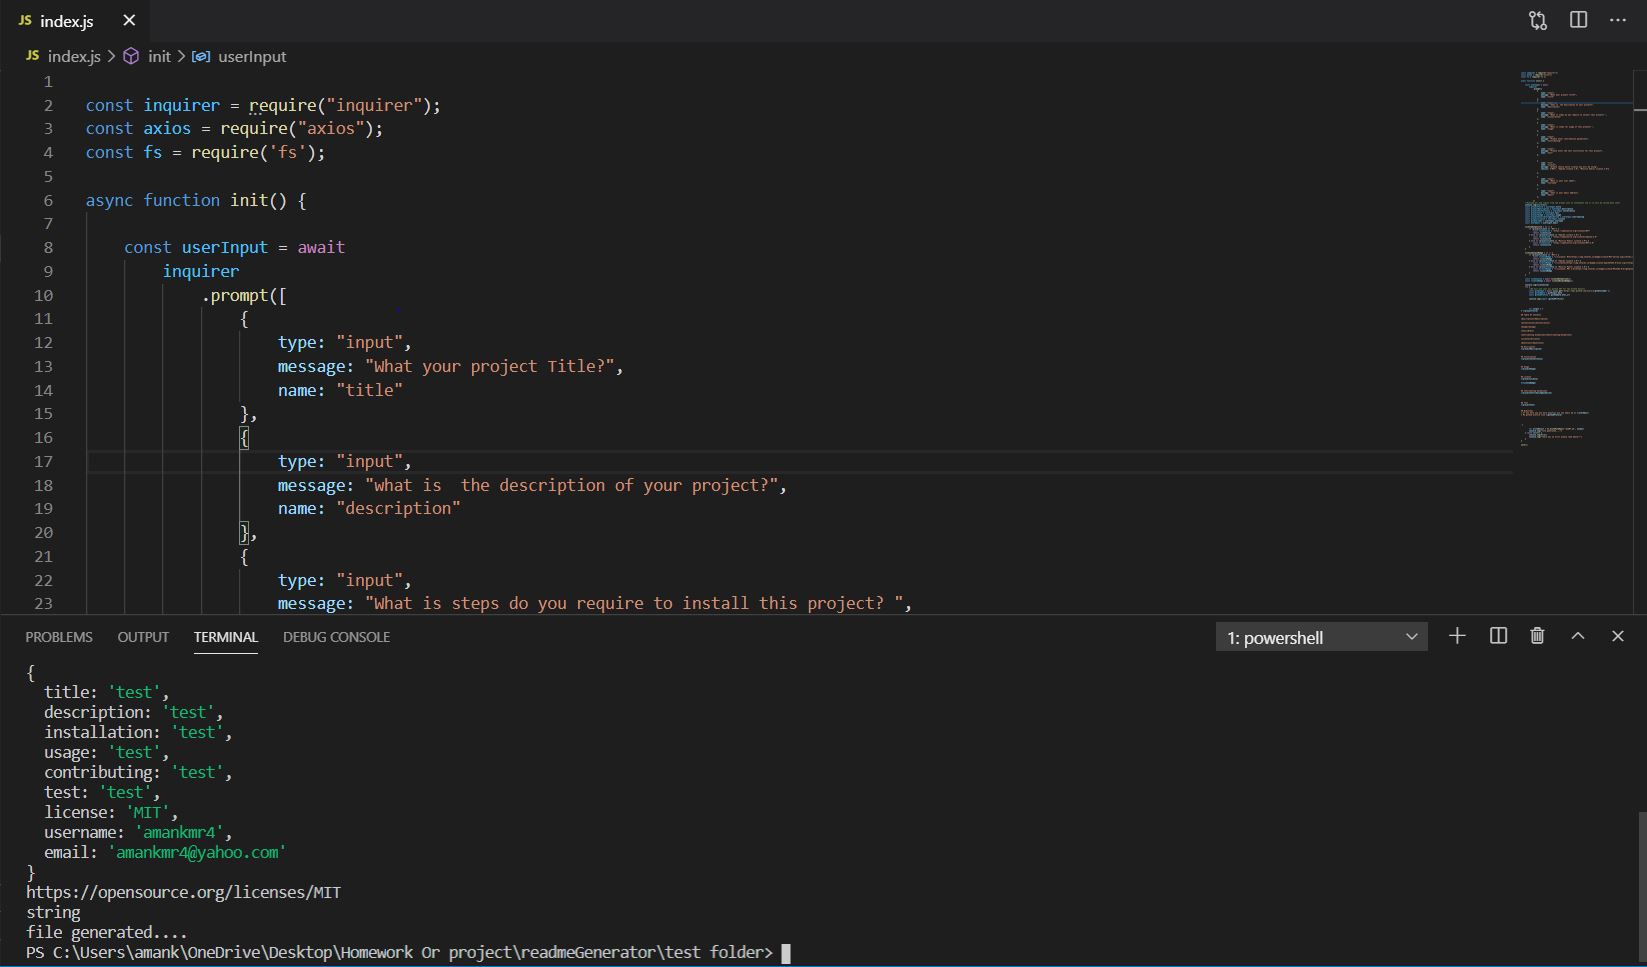 JS index.js
JS index.js > init > userInput
1
2 const inquirer = require("inquirer");
3 const axios = require("axios");
4 const fs = require('fs');
5
6 async function init() {
7
8 const userInput = await
9 inquirer
10 .prompt([
11 {
12 type: "input",
13 message: "What your project Title?",
14 name: "title"
15 },
16 {
17 type: "input",
18 message: "what is  the description of your project?",
19 name: "description"
20 },
21 {
22 type: "input",
23 message: "What is steps do you require to install this project? ",
PROBLEMS OUTPUT TERMINAL DEBUG CONSOLE 1: powershell
{
title: 'test',
description: 'test',
installation: 'test',
usage: 'test',
contributing: 'test',
test: 'test',
license: 'MIT',
username: 'amankmr4',
email: 'amankmr4@yahoo.com'
}
https://opensource.org/licenses/MIT
string
file generated....
PS C:\Users\amank\OneDrive\Desktop\Homework Or project\readmeGenerator\test folder>